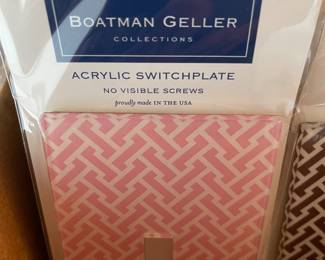 BOATMAN GELLER
COLLECTIONS
ACRYLIC SWITCHPLATE
NO VISIBLE SCREWS
proudly made IN THE USA